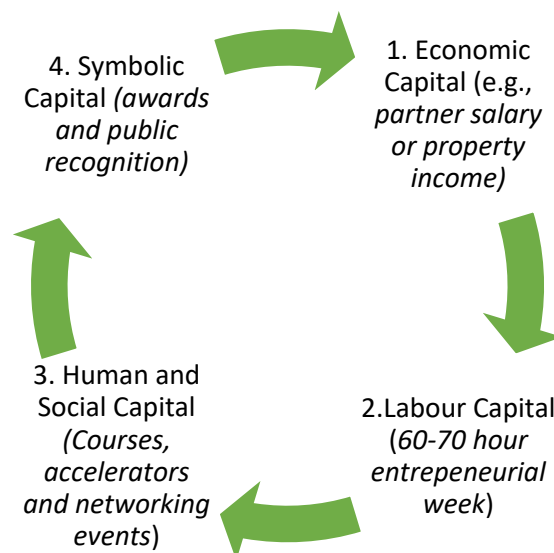 1. Economic
Capital (e.g.,
partner salary
or property
income)
2.Labour Capital
(60-70 hour
entrepeneurial
week)
3. Human and
Social Capital
(Courses,
accelerators
and networking
events)
4. Symbolic
Capital (awards
and public
recognition)